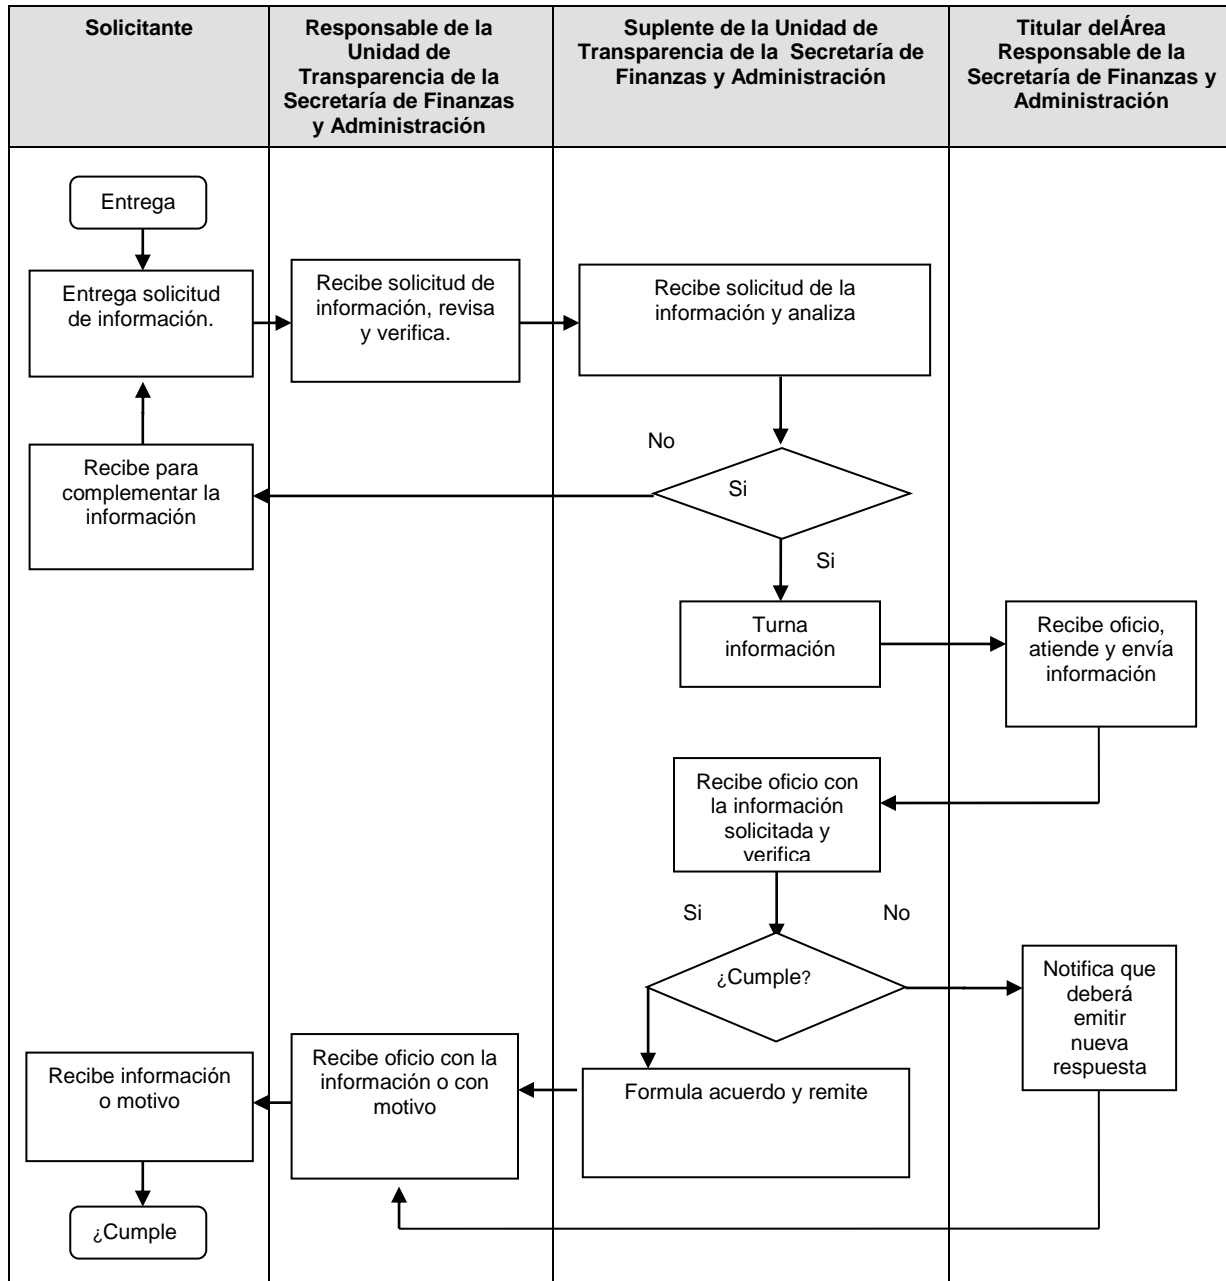 Solicitante
Responsable de la
Unidad de
Transparencia de la
Secretaría de Finanzas
y Administración
Suplente de la Unidad de
Transparencia de la Secretaría de
Finanzas y Administración
Titular delÁrea
Responsable de la
Secretaría de Finanzas y
Administración
Entrega
Entrega solicitud
de información.
Recibe solicitud de
información, revisa
y verifica.
Recibe solicitud de la
información y analiza
No
Si
Recibe para
complementar la
información
Si
Turna
información
Recibe oficio,
atiende y envía
información
Recibe oficio con
la información
solicitada y
verifica
Si
No
¿Cumple?
Notifica que
deberá
emitir
nueva
respuesta
Formula acuerdo y remite
Recibe oficio con la
información o con
motivo
Recibe información
o motivo
¿Cumple